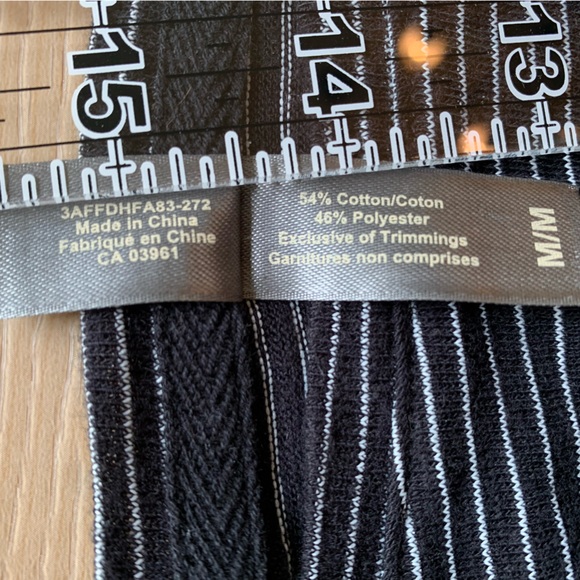 15 14 13
3AFFDHFA83-272
Made in China
Fabriqué en Chine
CA 03961
54% Cotton/Coton
46% Polyester
Exclusive of Trimmings
Garnitures non comprises
M/M